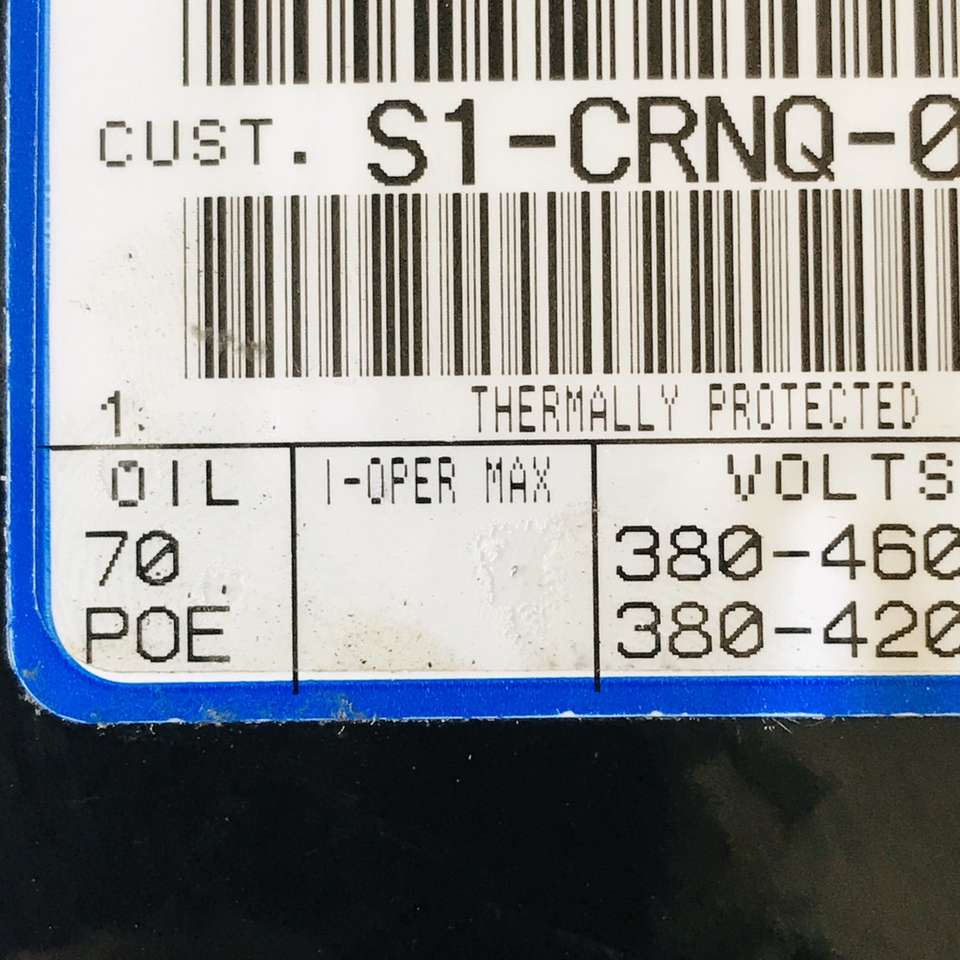 CUST. S1-CRNQ-0
1 THERMALLY PROTECTED
OIL I-OPER MAX VOLTS
70 380-460
POE 380-420